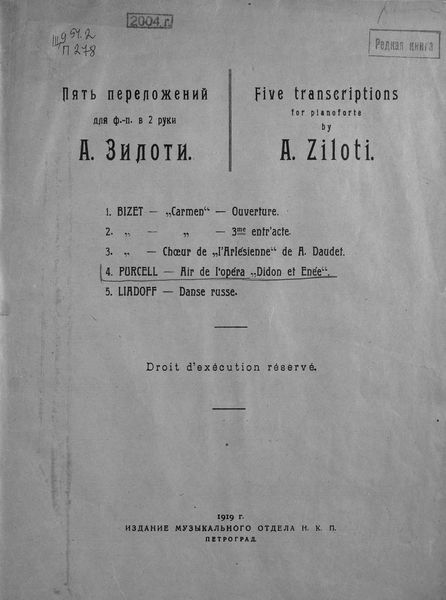 2004 г.
Ш 9 51.2
П 278
Редкая книга
Пять переложений
для ф.-п. в 2 руки
А. Зилоти.
Five transcriptions
for pianoforte
by
A. Ziloti.
1. BIZET — „Carmen“ — Ouverture.
2. „ — „ — 3me entr'acte.
3. „ — Chœur de „l'Arlésienne“ de A. Daudet.
4. PURCELL — Air de l'opéra „Didon et Enée“.
5. LIADOFF — Danse russe.
Droit d'exécution réservé.
1919 г.
ИЗДАНИЕ МУЗЫКАЛЬНОГО ОТДЕЛА Н. К. П.
ПЕТРОГРАД.